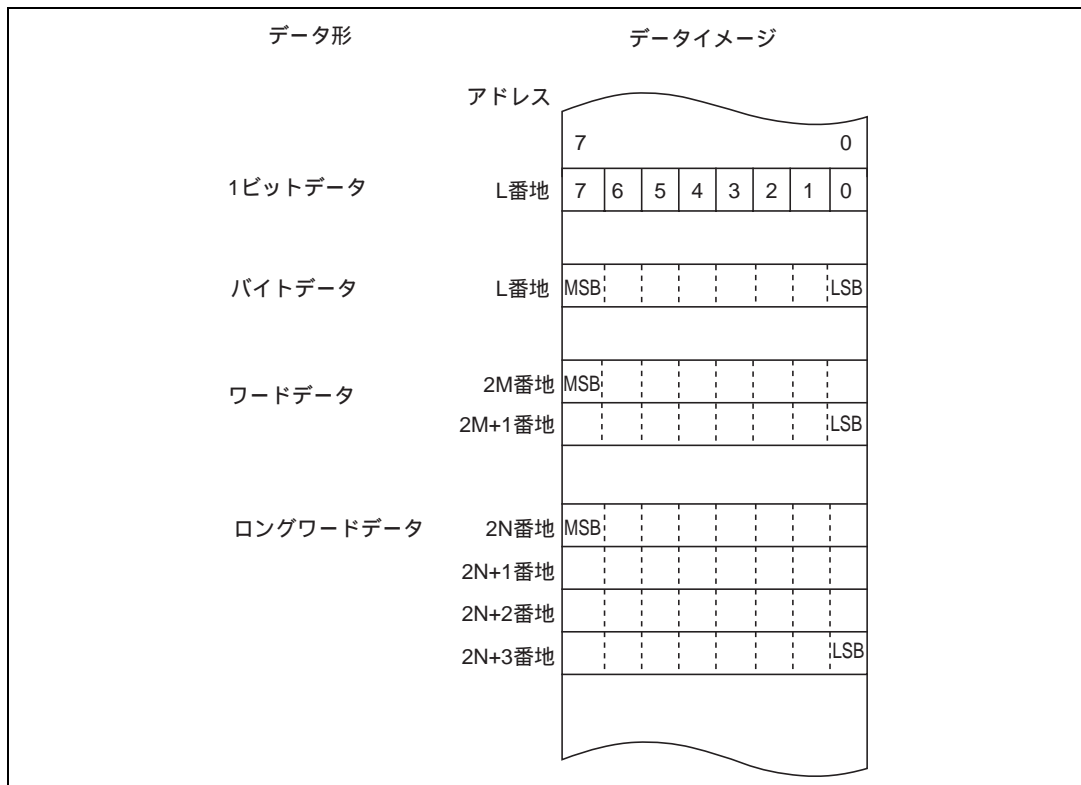 データ形 データイメージ
アドレス
7 0
1ビットデータ L番地 7 6 5 4 3 2 1 0
バイトデータ L番地 MSB LSB
ワードデータ 2M番地 MSB
2M+1番地 LSB
ロングワードデータ 2N番地 MSB
2N+1番地
2N+2番地
2N+3番地 LSB